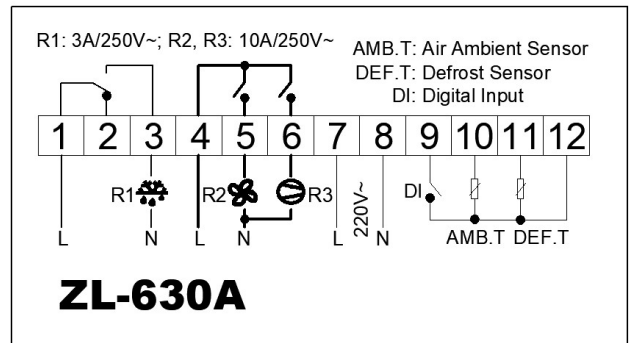 R1: 3A/250V~; R2, R3: 10A/250V~
AMB.T: Air Ambient Sensor
DEF.T: Defrost Sensor
DI: Digital Input
1 2 3 4 5 6 7 8 9 10 11 12
R1 R2 R3 220V~ DI
L N L N L N AMB.T DEF.T
ZL-630A